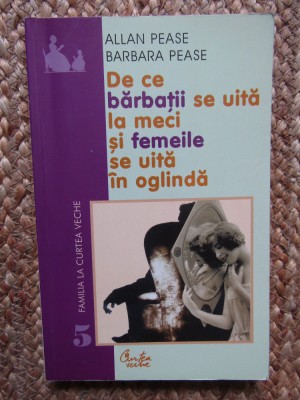 ALLAN PEASE
BARBARA PEASE
De ce
bărbații se uită
la meci
și femeile
se uită
în oglindă
FAMILIA LA CURTEA VECHE
5
Curtea
veche